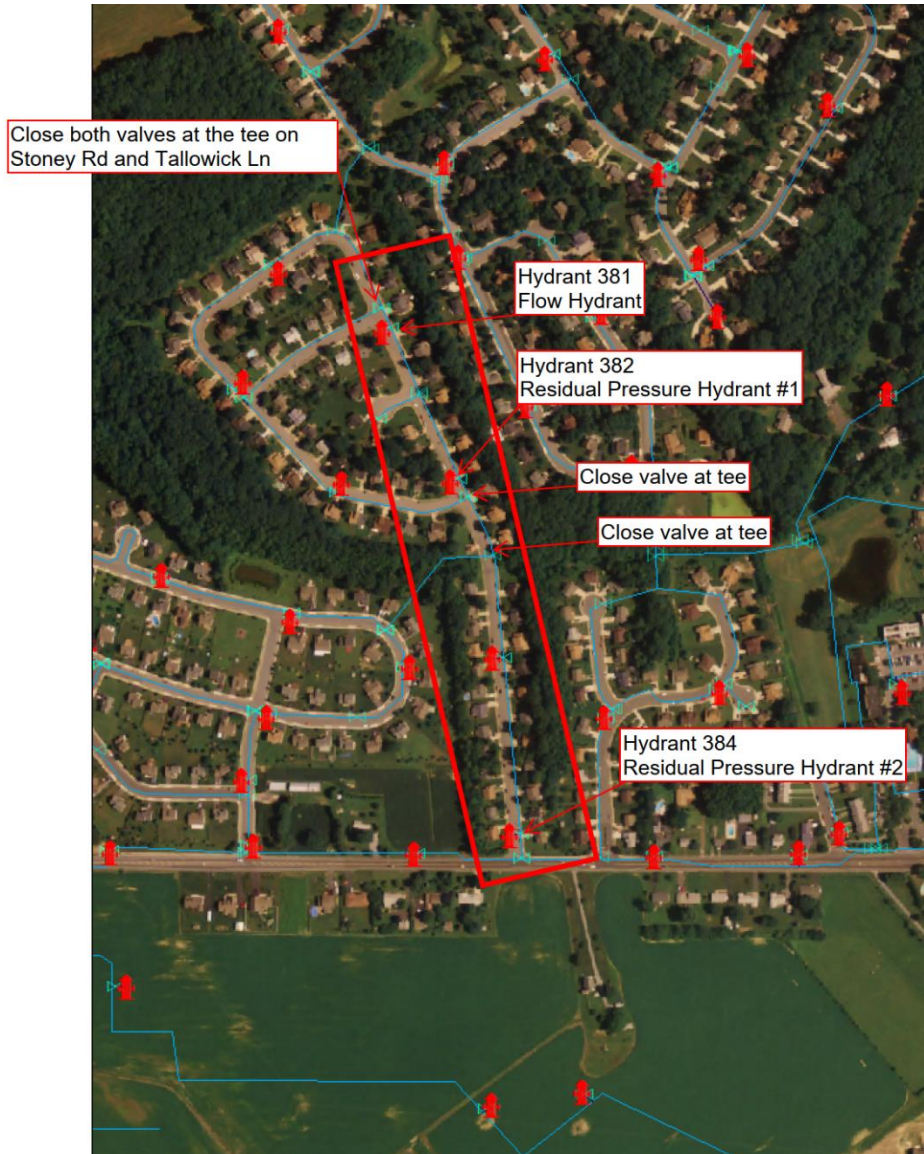 Close both valves at the tee on
Stoney Rd and Tallowick Ln
Hydrant 381
Flow Hydrant
Hydrant 382
Residual Pressure Hydrant #1
Close valve at tee
Close valve at tee
Hydrant 384
Residual Pressure Hydrant #2